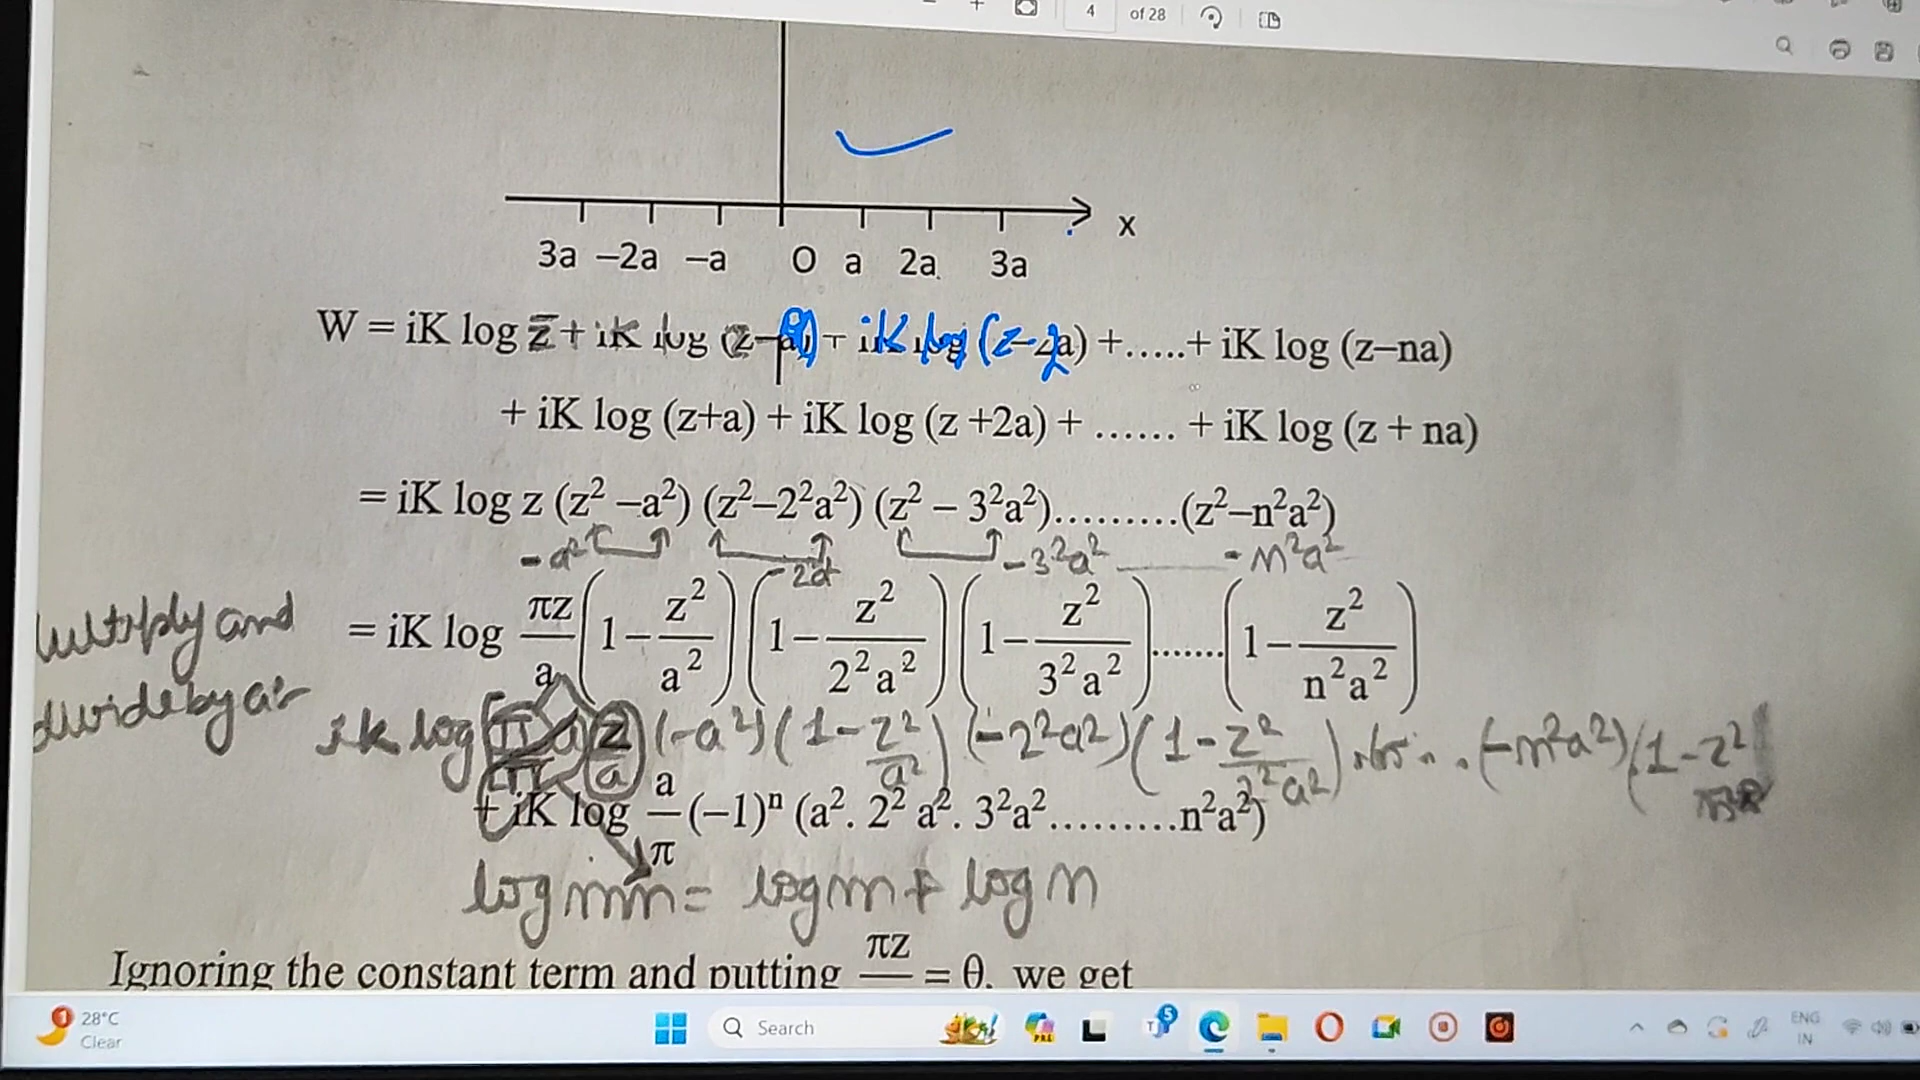 4 of 28
x
3a –2a –a O a 2a 3a
W = iK log z + iK log (z–a) + iK log (z–2a) +.....+ iK log (z–na)
+ iK log (z+a) + iK log (z +2a) + ...... + iK log (z + na)
= iK log z (z² –a²) (z²–2²a²) (z² – 3²a²)..........(z²–n²a²)
-a² -3²a² -n²a²
Multiply and
divide by aπ
= iK log πz/a (1– z²/a²) (1– z²/2²a²) (1– z²/3²a²).......(1– z²/n²a²)
ik log z/a (-a²)(1-z²/a²)(-2²a²)(1-z²/2²a²) (-n²a²)(1-z²
+ iK log a/π (–1)ⁿ (a². 2² a². 3²a²..........n²a²)
log mn = log m + log n
Ignoring the constant term and putting πz = θ, we get
1
28°C
Clear
Search
PRE
5
ENG
IN